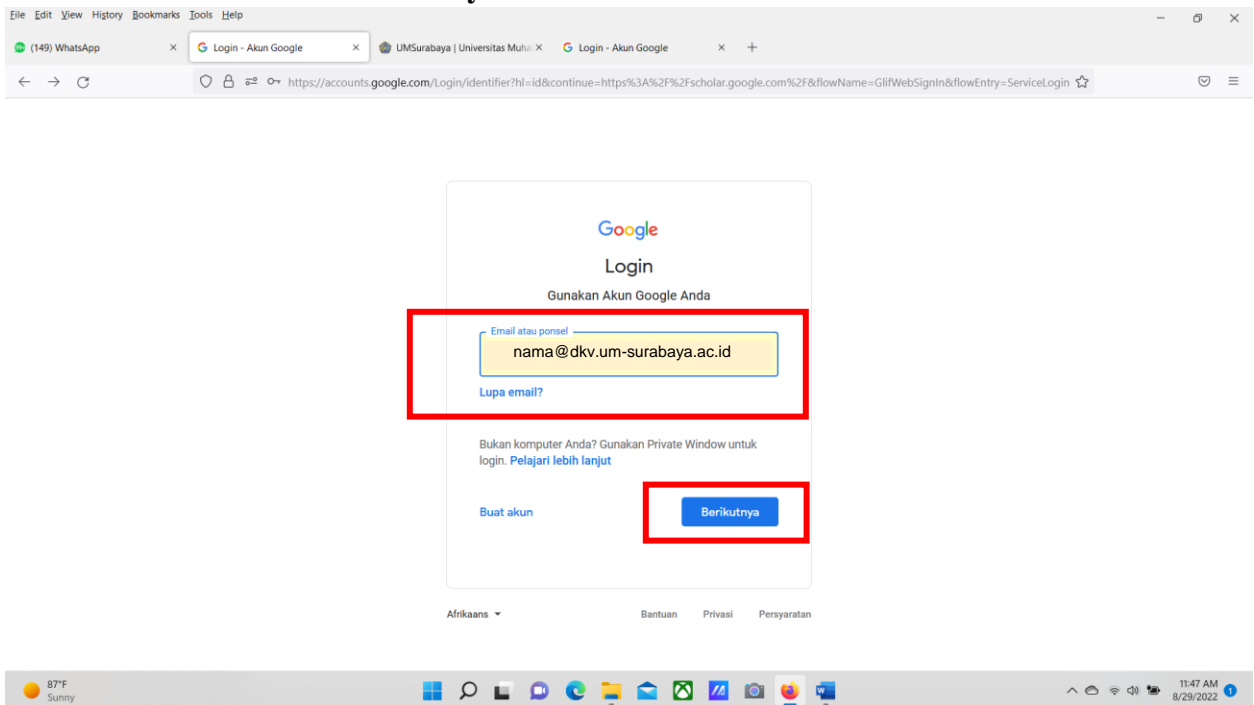 File Edit View History Bookmarks Tools Help
(149) WhatsApp
Login - Akun Google
UMSurabaya | Universitas Muha
Login - Akun Google
https://accounts.google.com/Login/identifier?hl=id&continue=https%3A%2F%2Fscholar.google.com%2F&flowName=GlifWebSignIn&flowEntry=ServiceLogin
Google
Login
Gunakan Akun Google Anda
Email atau ponsel
nama@dkv.um-surabaya.ac.id
Lupa email?
Bukan komputer Anda? Gunakan Private Window untuk
login. Pelajari lebih lanjut
Buat akun
Berikutnya
Afrikaans
Bantuan Privasi Persyaratan
87°F
Sunny
11:47 AM
8/29/2022
1